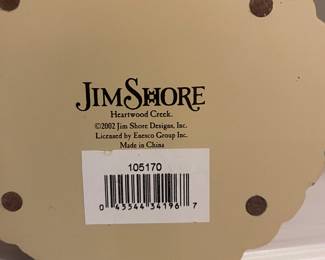 JIM SHORE
Heartwood Creek.
©2002 Jim Shore Designs, Inc.
Licensed by Enesco Group Inc.
Made in China
105170
0 45544 34196 7